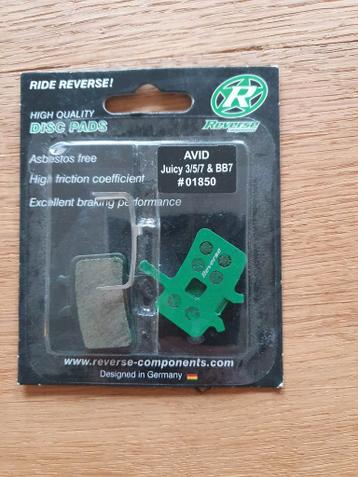 RIDE REVERSE!
R
Reverse
HIGH QUALITY
DISC PADS
AVID
Juicy 3/5/7 & BB7
#01850
Asbestos free
High friction coefficient
Excellent braking performance
Reverse
www.reverse-components.com
Designed in Germany